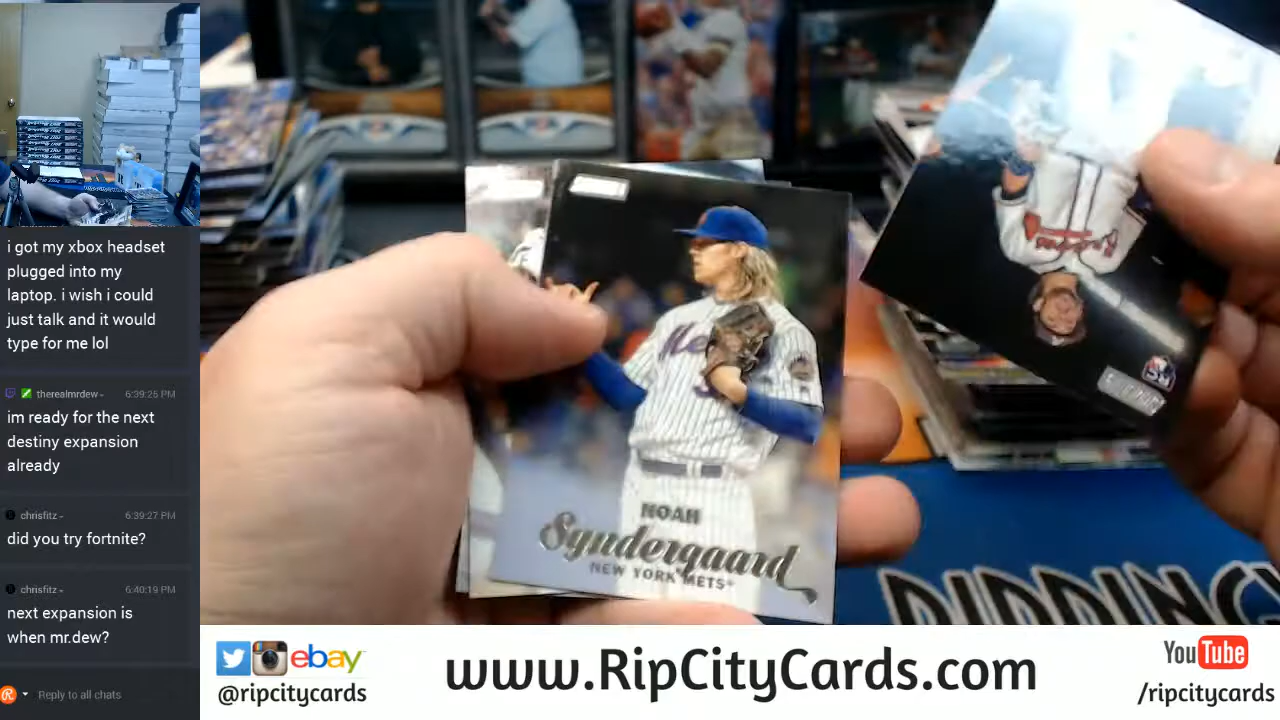 i got my xbox headset
plugged into my
laptop. i wish i could
just talk and it would
type for me lol
therealmrdew
6:39:25 PM
im ready for the next
destiny expansion
already
chrisfitz
6:39:27 PM
did you try fortnite?
chrisfitz
6:40:19 PM
next expansion is
when mr.dew?
Reply to all chats
Mets
NOAH
Syndergaard
NEW YORK METS
ebay
@ripcitycards
www.RipCityCards.com
YouTube
/ripcitycards